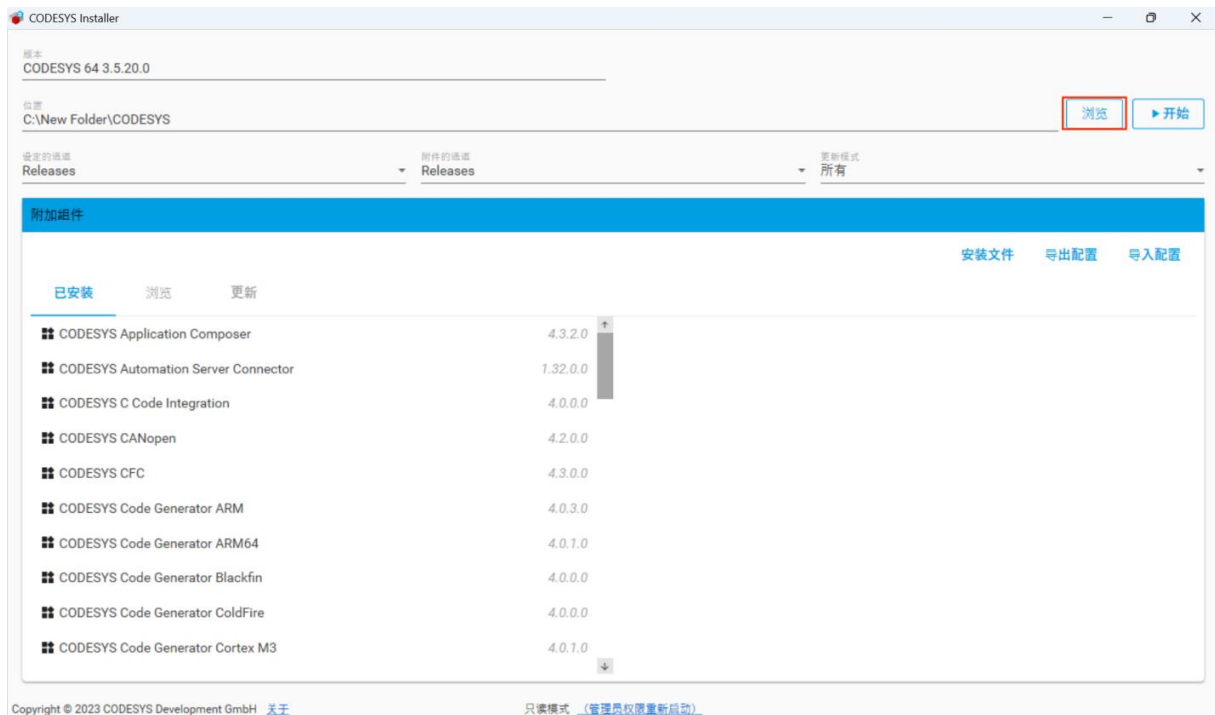 CODESYS Installer
版本
CODESYS 64 3.5.20.0
位置
C:\New Folder\CODESYS
浏览
开始
设定的通道
附件的通道
更新模式
Releases
Releases
所有
附加组件
安装文件 导出配置 导入配置
已安装 浏览 更新
CODESYS Application Composer 4.3.2.0
CODESYS Automation Server Connector 1.32.0.0
CODESYS C Code Integration 4.0.0.0
CODESYS CANopen 4.2.0.0
CODESYS CFC 4.3.0.0
CODESYS Code Generator ARM 4.0.3.0
CODESYS Code Generator ARM64 4.0.1.0
CODESYS Code Generator Blackfin 4.0.0.0
CODESYS Code Generator ColdFire 4.0.0.0
CODESYS Code Generator Cortex M3 4.0.1.0
Copyright © 2023 CODESYS Development GmbH 关于 只读模式 （管理员权限重新启动）